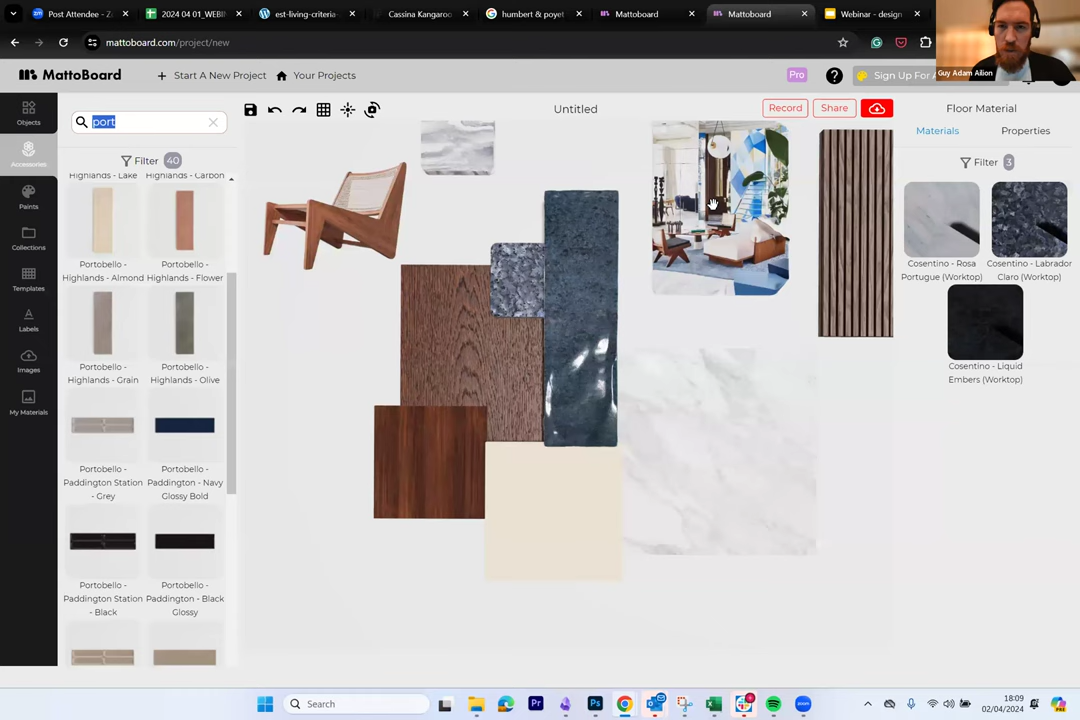 Post Attendee - Z
2024 04 01_WEBI
est-living-criteria
Cassina Kangaroo
humbert & poyet
Mattoboard
Mattoboard
Webinar - design
mattoboard.com/project/new
Guy Adam Ailion
MattoBoard
Start A New Project
Your Projects
Pro
Sign Up For A
Objects
Accessories
Paints
Collections
Templates
Labels
Images
My Materials
port
Filter 40
Highlands - Lake
Highlands - Carbon
Portobello -
Highlands - Almond
Portobello -
Highlands - Flower
Portobello -
Highlands - Grain
Portobello -
Highlands - Olive
Portobello -
Paddington Station
- Grey
Portobello -
Paddington - Navy
Glossy Bold
Portobello -
Paddington Station
- Black
Portobello -
Paddington - Black
Glossy
Untitled
Record
Share
Floor Material
Materials
Properties
Filter 3
Cosentino - Rosa
Portugue (Worktop)
Cosentino - Labrador
Claro (Worktop)
Cosentino - Liquid
Embers (Worktop)
Search
Pr
Ps
18:09
02/04/2024